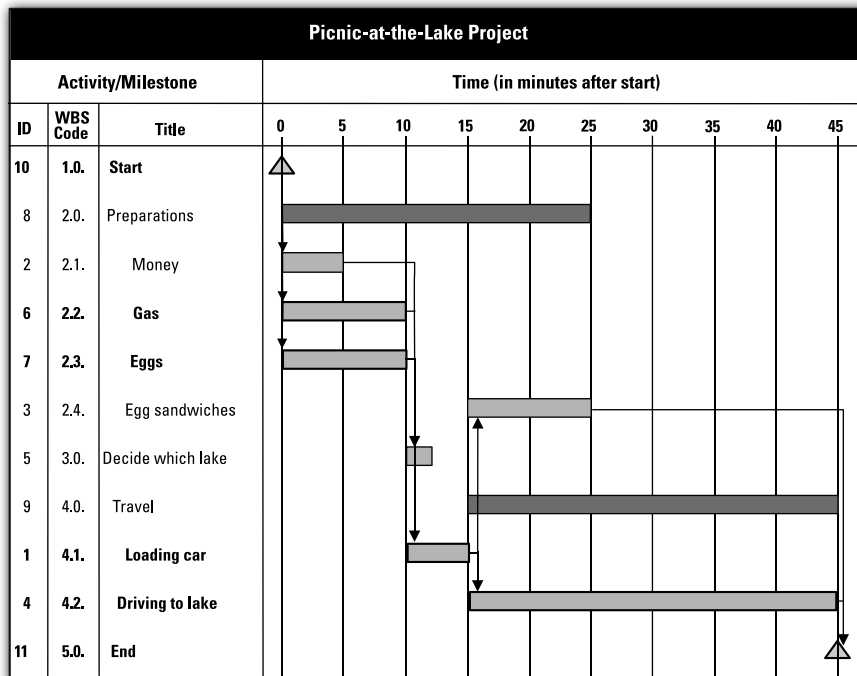 Picnic-at-the-Lake Project
Activity/Milestone Time (in minutes after start)
ID WBS Code Title 0 5 10 15 20 25 30 35 40 45
10 1.0. Start
8 2.0. Preparations
2 2.1. Money
6 2.2. Gas
7 2.3. Eggs
3 2.4. Egg sandwiches
5 3.0. Decide which lake
9 4.0. Travel
1 4.1. Loading car
4 4.2. Driving to lake
11 5.0. End